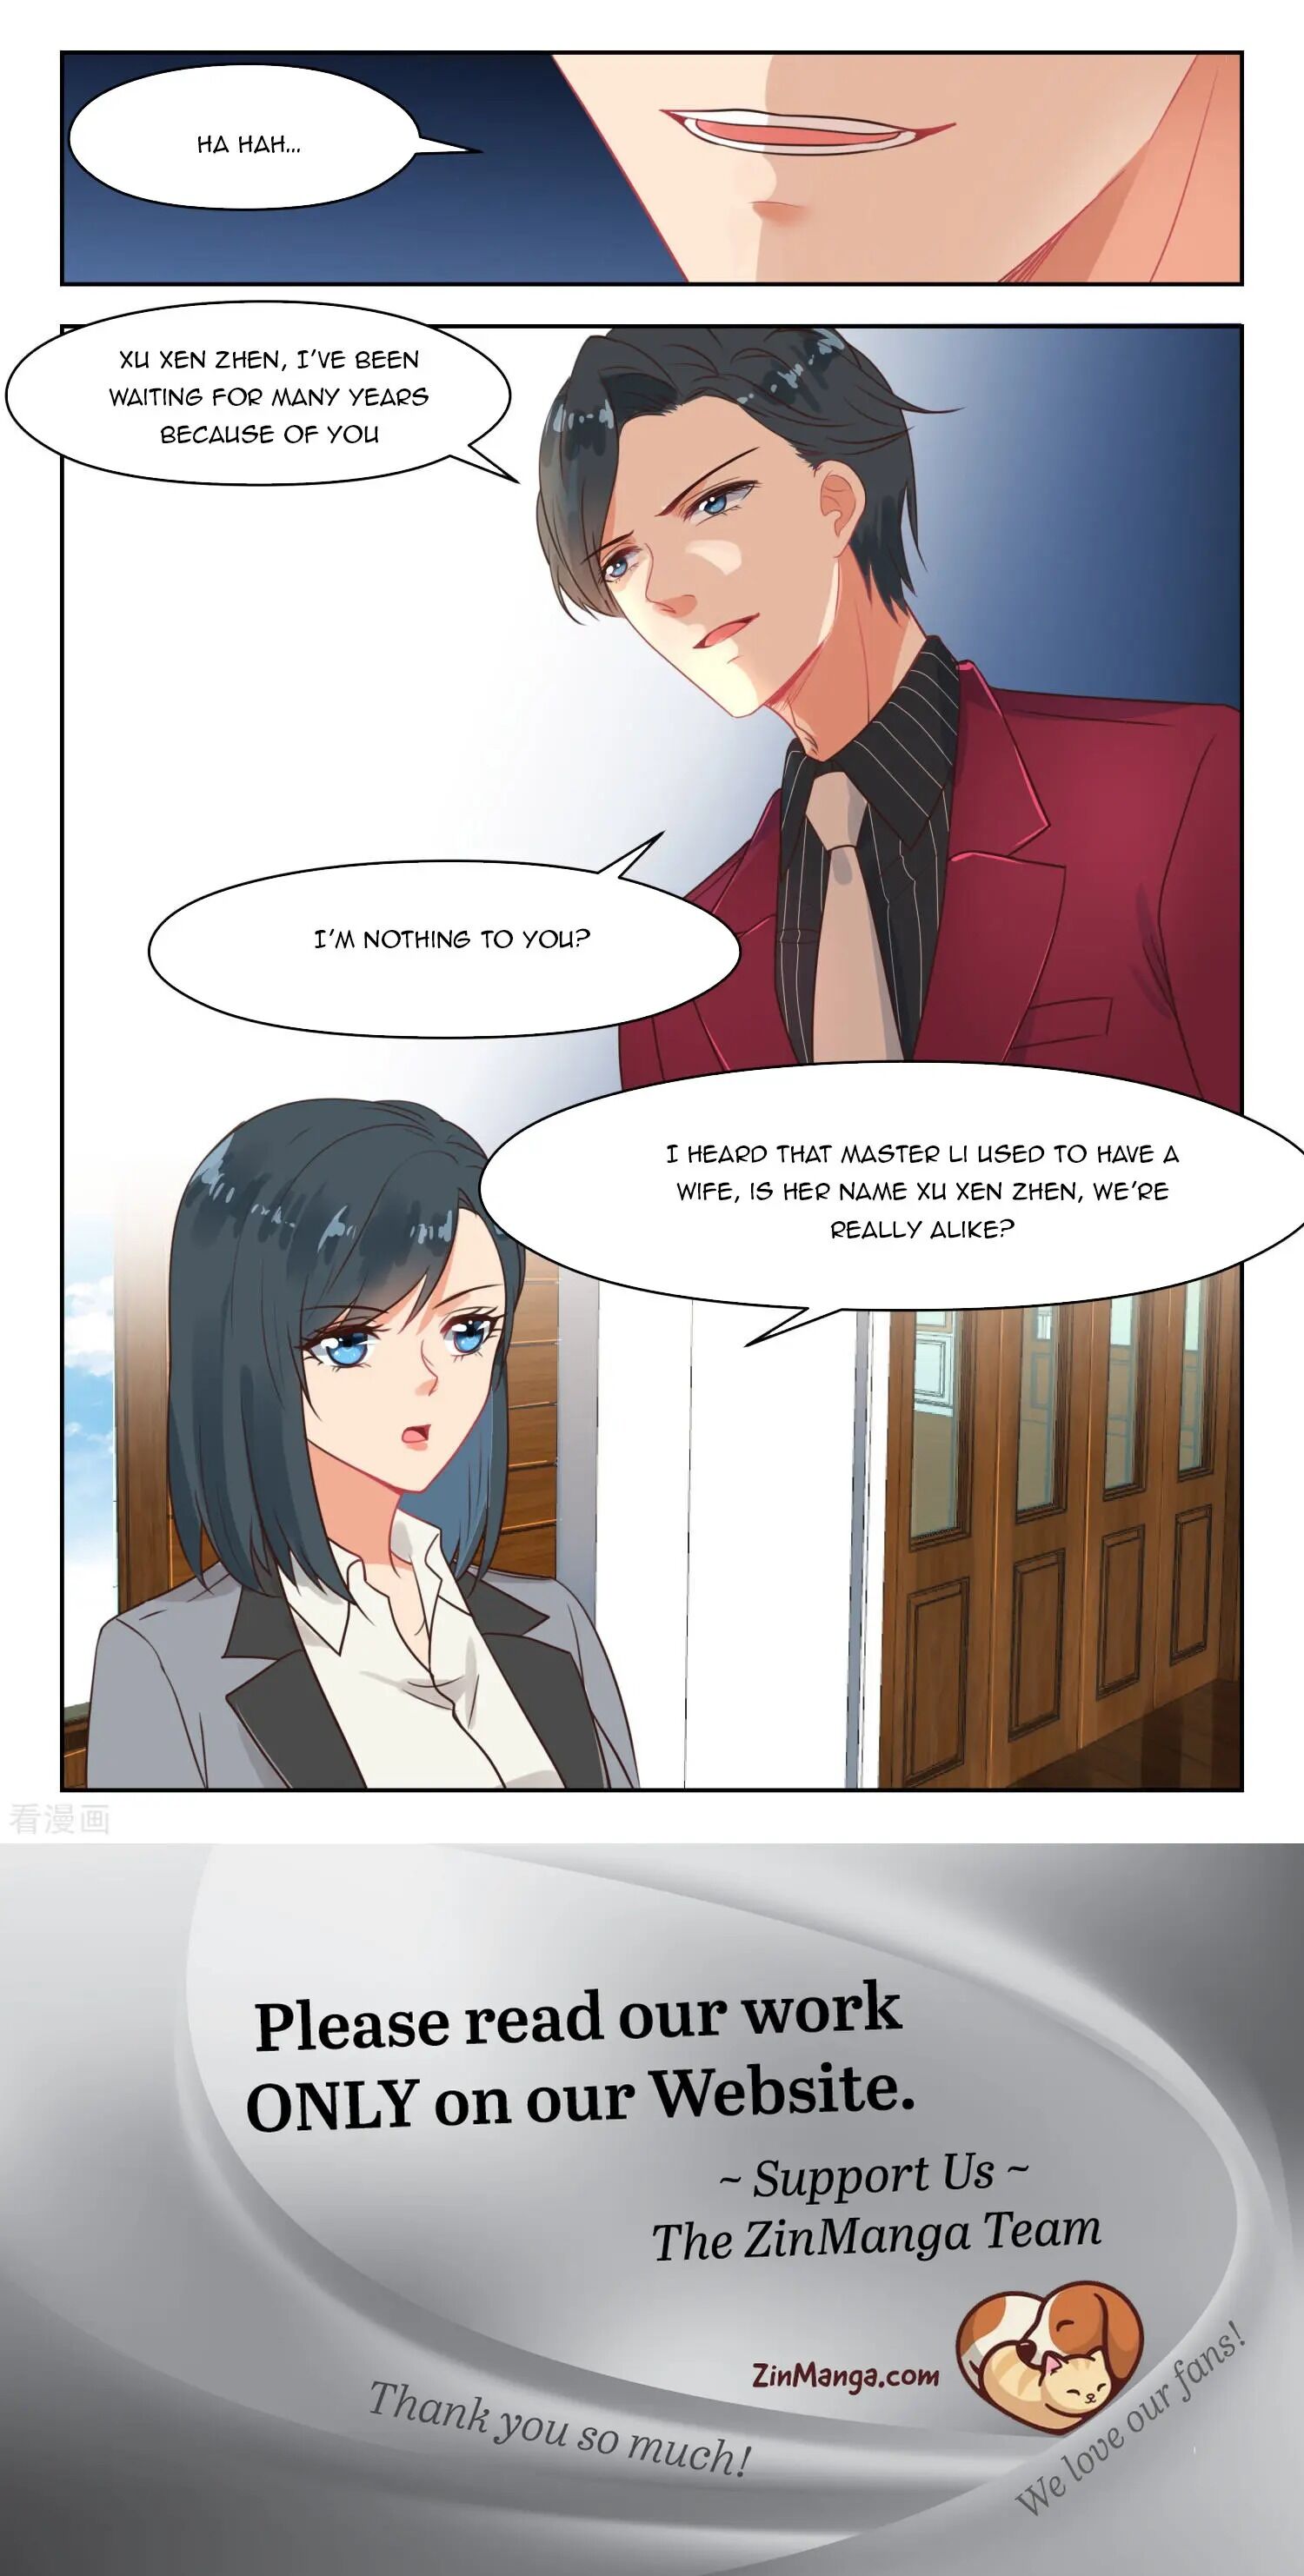 HA HAH...
XU XEN ZHEN, I'VE BEEN
WAITING FOR MANY YEARS
BECAUSE OF YOU
I'M NOTHING TO YOU?
I HEARD THAT MASTER LI USED TO HAVE A
WIFE, IS HER NAME XU XEN ZHEN, WE'RE
REALLY ALIKE?
看漫画
Please read our work
ONLY on our Website.
~ Support Us ~
The ZinManga Team
ZinManga.com
Thank you so much!
We love our fans!